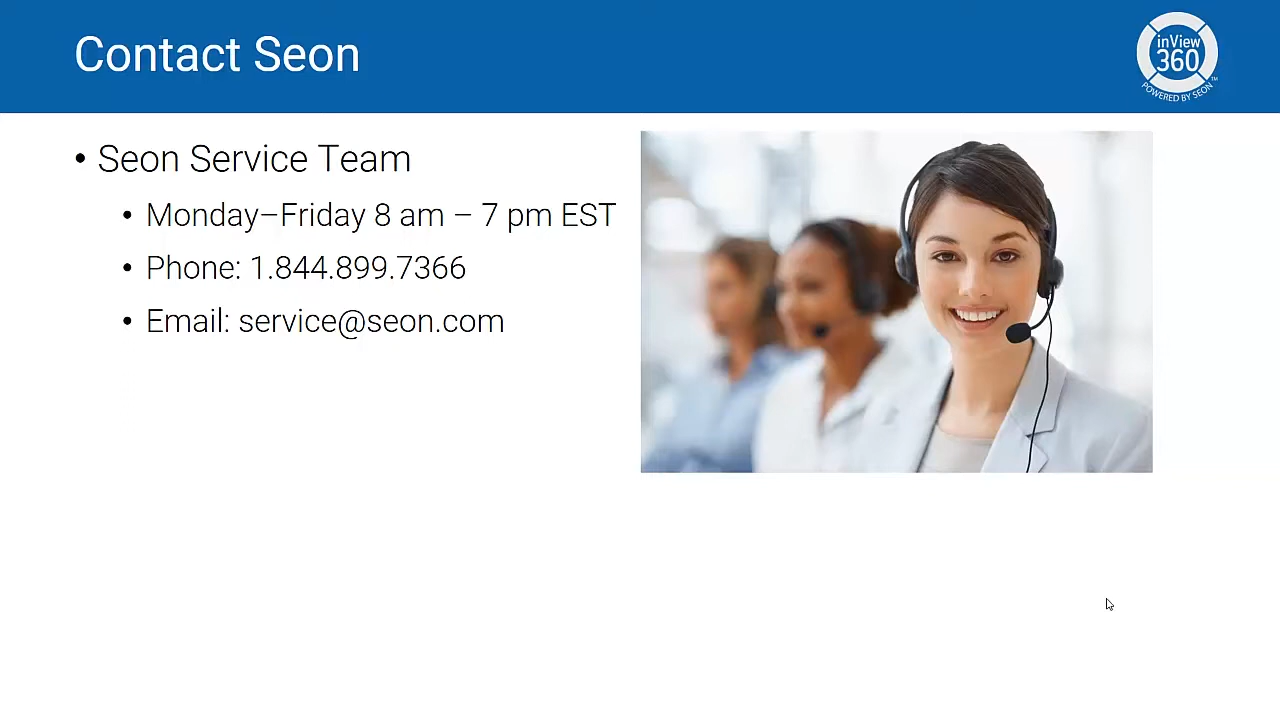 Contact Seon
inView
360
POWERED BY SEON™
• Seon Service Team
• Monday–Friday 8 am – 7 pm EST
• Phone: 1.844.899.7366
• Email: service@seon.com